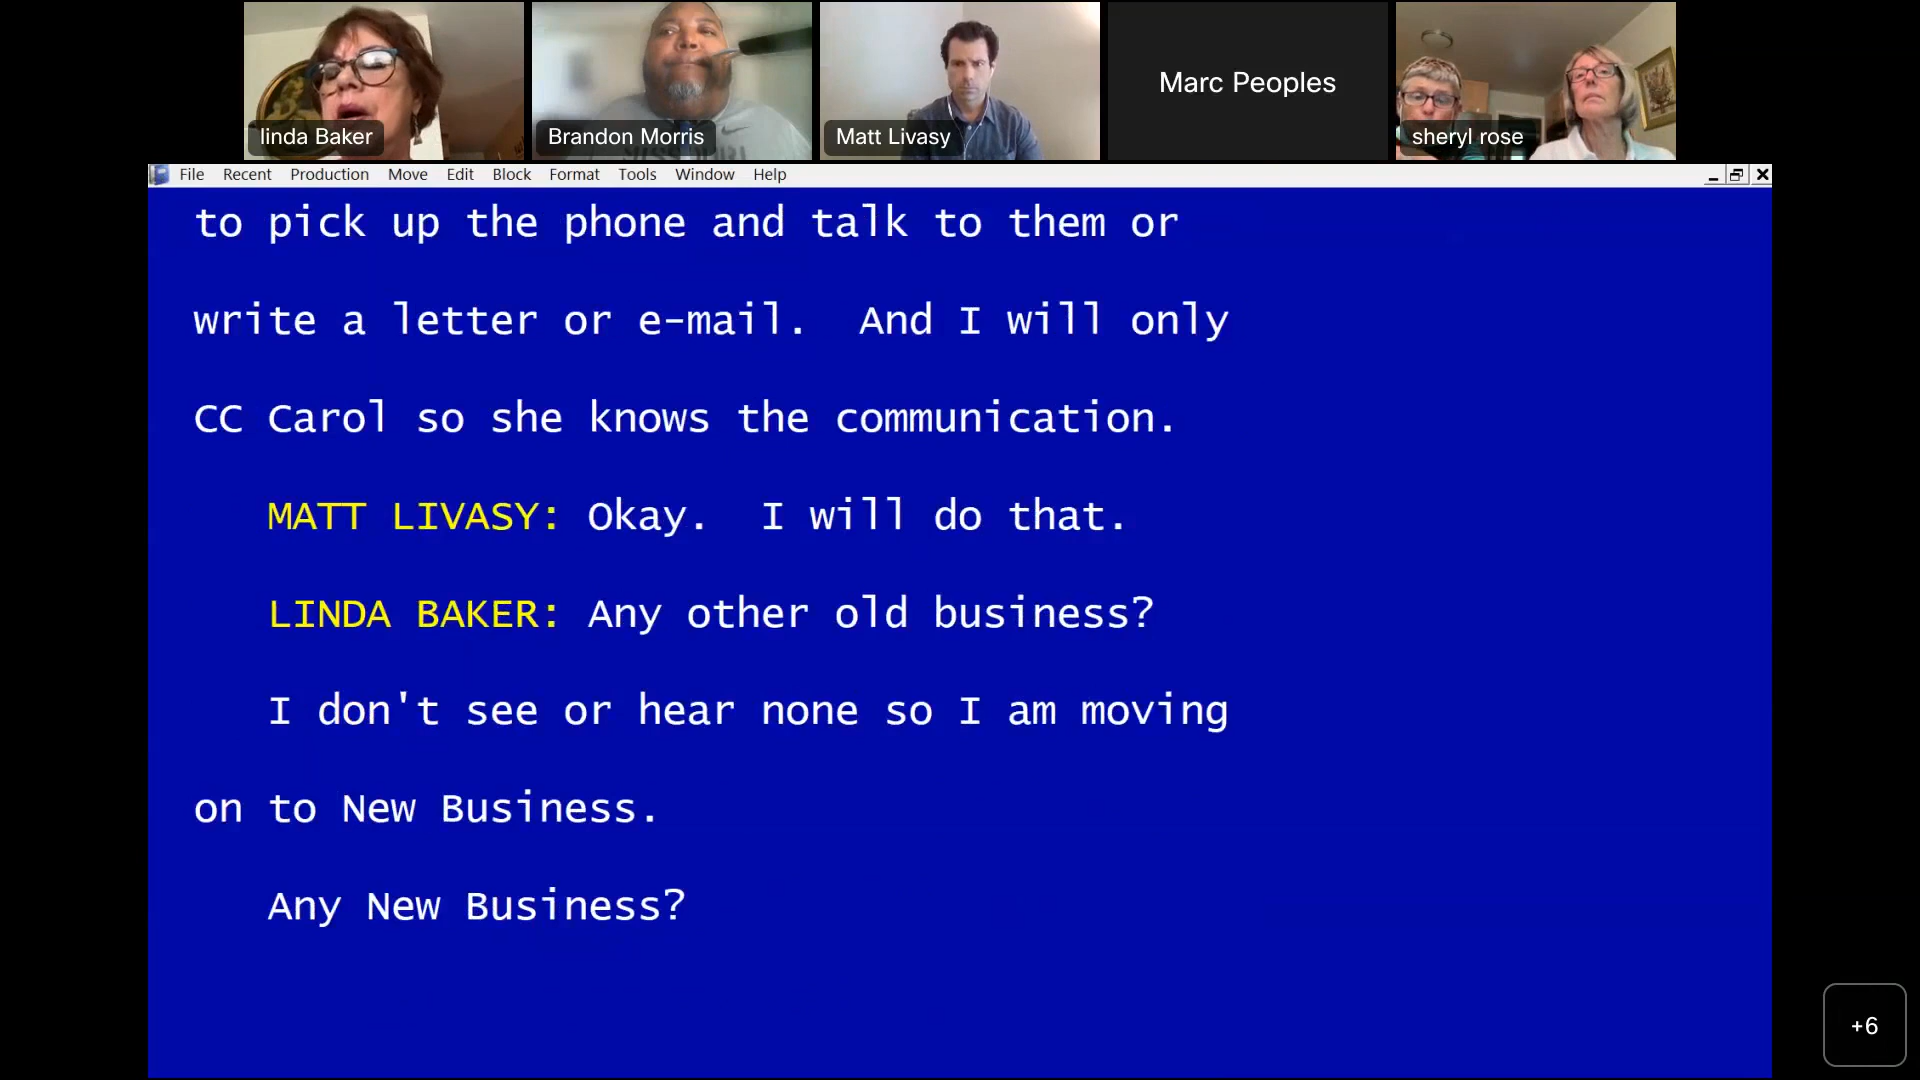 linda Baker
Brandon Morris
Matt Livasy
Marc Peoples
sheryl rose
File Recent Production Move Edit Block Format Tools Window Help
to pick up the phone and talk to them or
write a letter or e-mail.  And I will only
CC Carol so she knows the communication.
MATT LIVASY: Okay.  I will do that.
LINDA BAKER: Any other old business?
I don't see or hear none so I am moving
on to New Business.
Any New Business?
+6